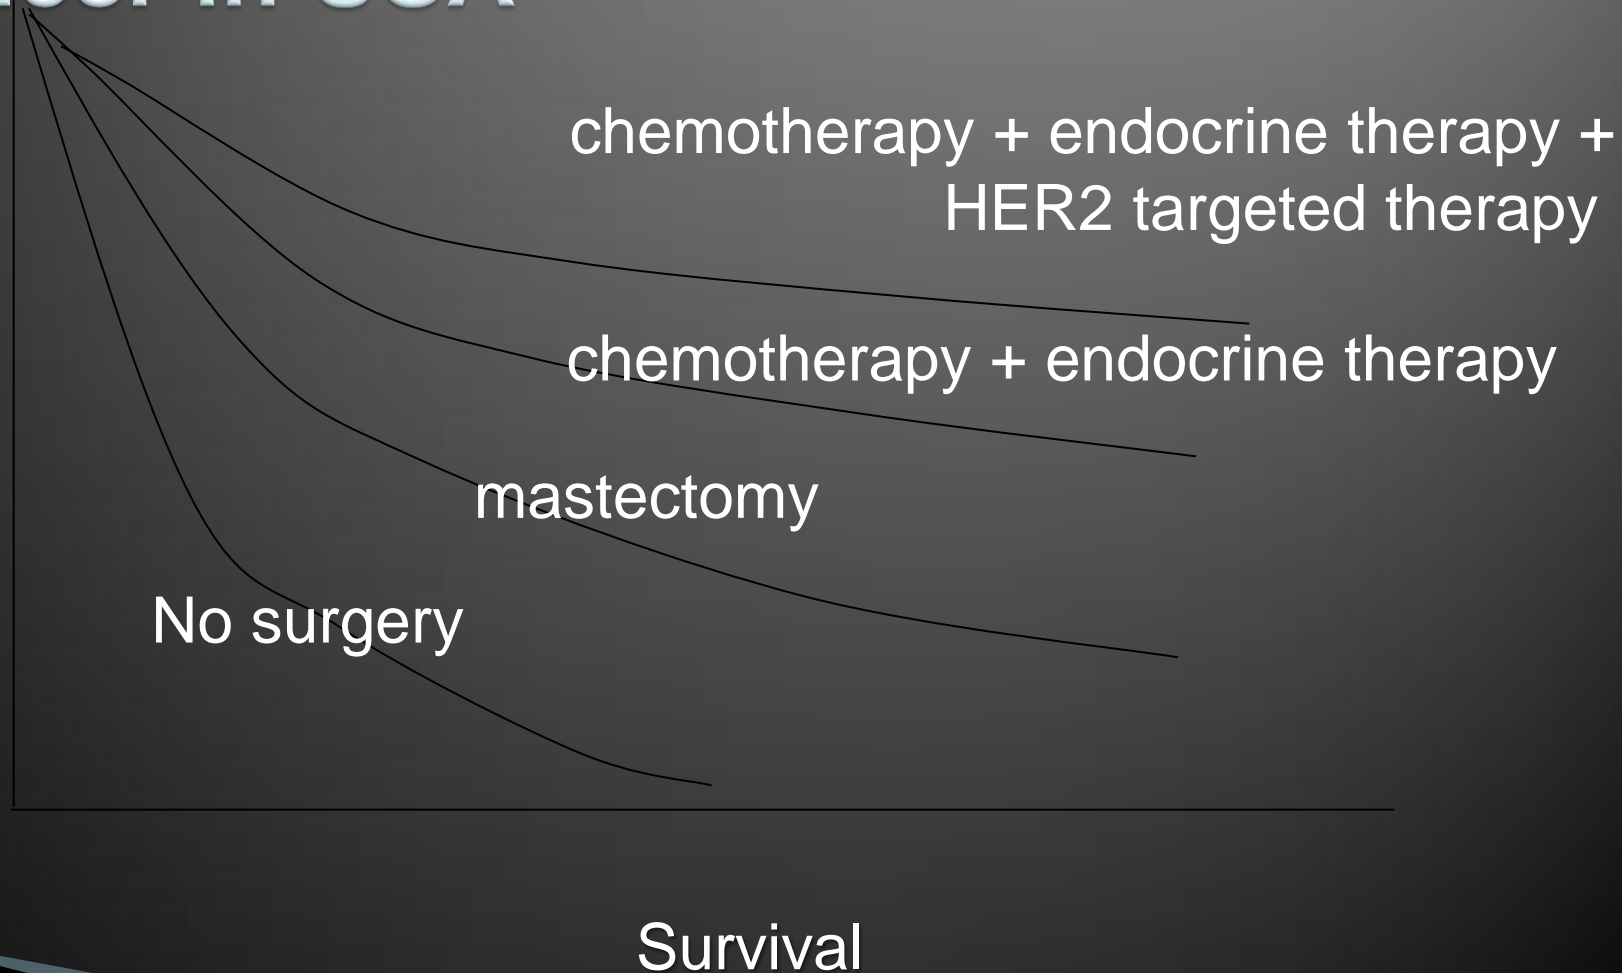 chemotherapy + endocrine therapy +
HER2 targeted therapy
chemotherapy + endocrine therapy
mastectomy
No surgery
Survival